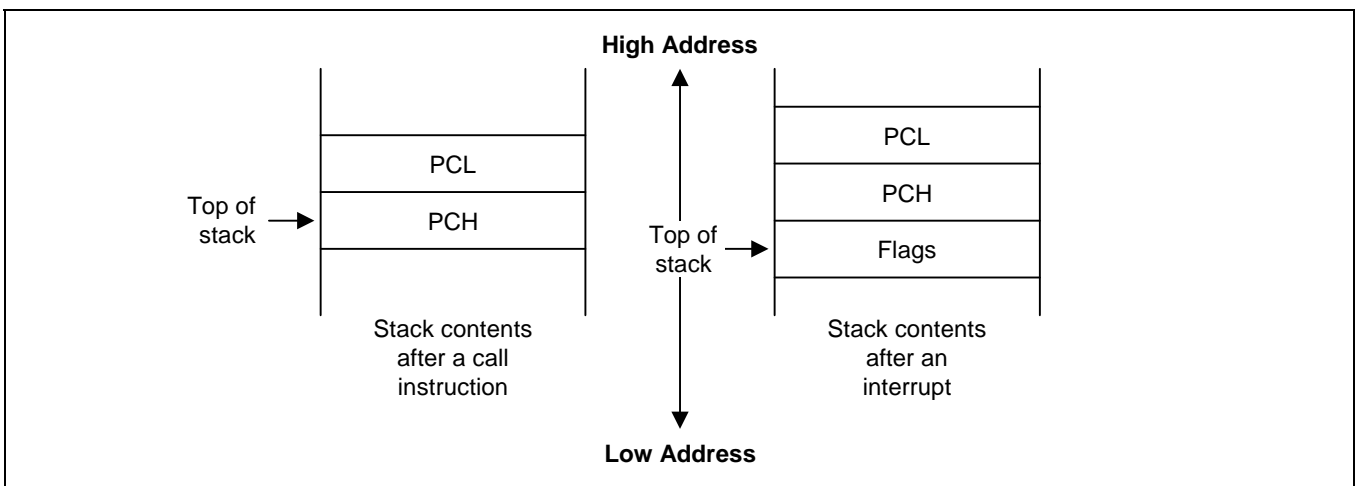 High Address
PCL
PCH
Top of
stack
Stack contents
after a call
instruction
PCL
PCH
Flags
Top of
stack
Stack contents
after an
interrupt
Low Address